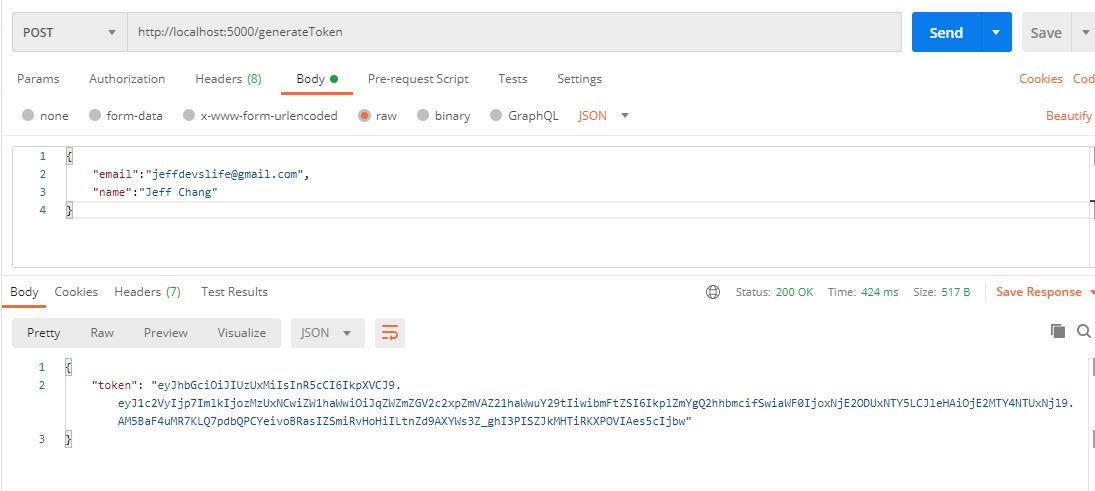 POST http://localhost:5000/generateToken Send Save
Params Authorization Headers (8) Body Pre-request Script Tests Settings Cookies Cod
none form-data x-www-form-urlencoded raw binary GraphQL JSON Beautify
1 {
2 "email":"jeffdevslife@gmail.com",
3 "name":"Jeff Chang"
4 }
Body Cookies Headers (7) Test Results Status: 200 OK Time: 424 ms Size: 517 B Save Response
Pretty Raw Preview Visualize JSON
1 {
2 "token": "eyJhbGciOiJIUzUxMiIsInR5cCI6IkpXVCJ9.
eyJ1c2VyIjp7ImlkIjozMzUxNCwiZW1haWwiOiJqZWZmZGV2c2xpZmVAZ21haWwuY29tIiwibmFtZSI6IkplZmYgQ2hhbmcifSwiaWF0IjoxNjE2ODUxNTY5LCJleHAiOjE2MTY4NTUxNjl9.
AM5BaF4uMR7KLQ7pdbQPCYeivoBRasIZSmiRvHoHiILtnZd9AXYWs3Z_ghI3PISZJkMHTiRKXPOVIAes5cIjbw"
3 }